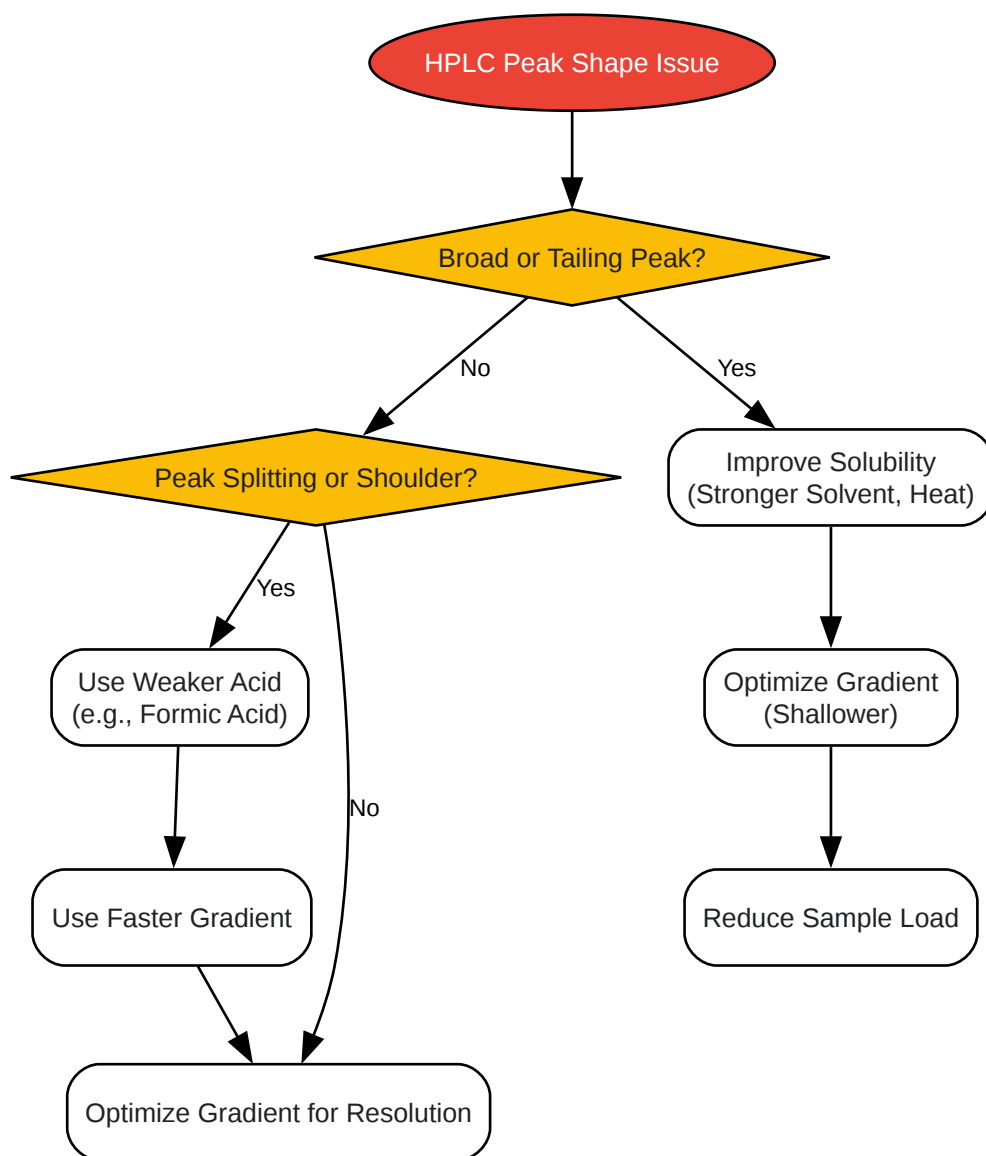 HPLC Peak Shape Issue
Broad or Tailing Peak?
No
Yes
Peak Splitting or Shoulder?
Improve Solubility
(Stronger Solvent, Heat)
Yes
Use Weaker Acid
(e.g., Formic Acid)
Optimize Gradient
(Shallower)
No
Use Faster Gradient
Reduce Sample Load
Optimize Gradient for Resolution